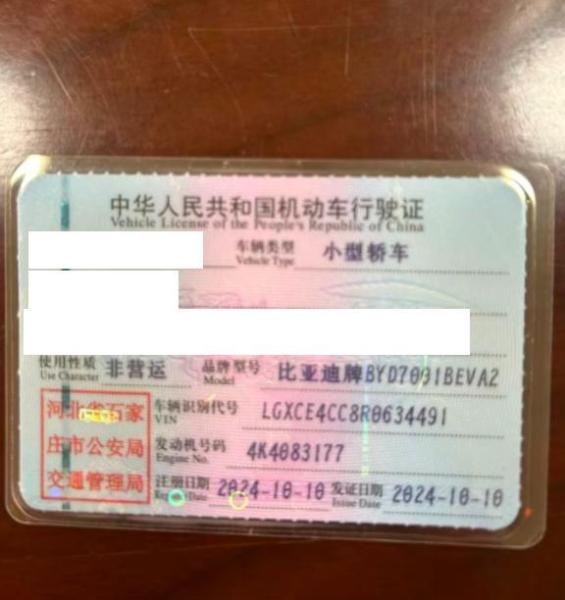 中华人民共和国机动车行驶证
Vehicle License of the People's Republic of China
车辆类型 小型轿车
Vehicle Type
使用性质 非营运 品牌型号 比亚迪牌BYD7001BEVA2
Use Character Model
河北省石家 车辆识别代号 LGXCE4CC8R0634491
VIN
庄市公安局 发动机号码 4K4083177
Engine No.
交通管理局 注册日期 2024-10-10 发证日期 2024-10-10
Date Issue Date